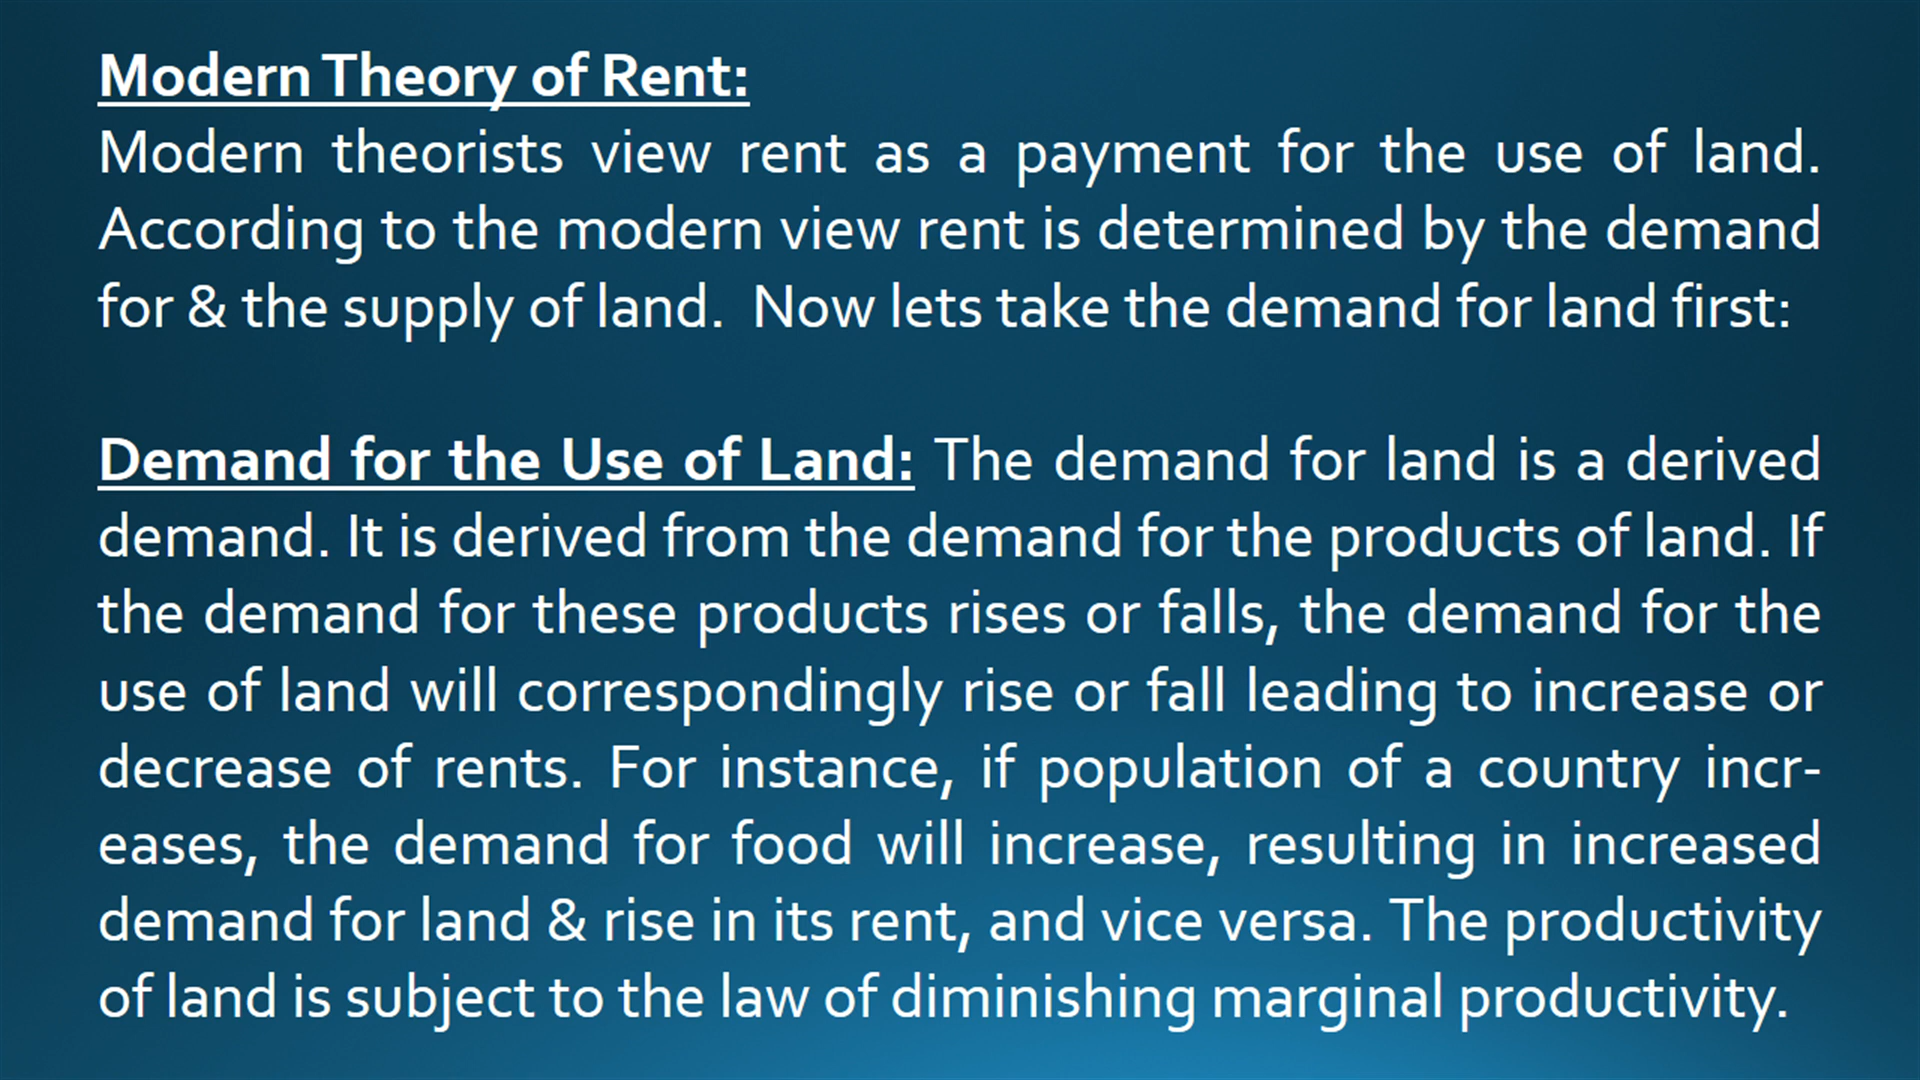 Modern Theory of Rent:
Modern theorists view rent as a payment for the use of land.
According to the modern view rent is determined by the demand
for & the supply of land.  Now lets take the demand for land first:
Demand for the Use of Land: The demand for land is a derived
demand. It is derived from the demand for the products of land. If
the demand for these products rises or falls, the demand for the
use of land will correspondingly rise or fall leading to increase or
decrease of rents. For instance, if population of a country incr-
eases, the demand for food will increase, resulting in increased
demand for land & rise in its rent, and vice versa. The productivity
of land is subject to the law of diminishing marginal productivity.